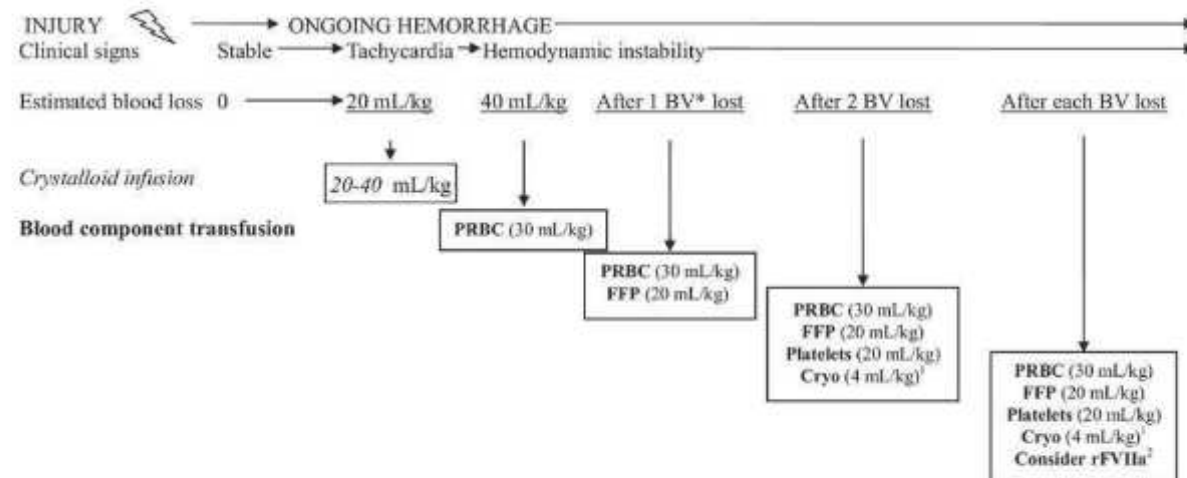 INJURY ONGOING HEMORRHAGE
Clinical signs Stable Tachycardia Hemodynamic instability
Estimated blood loss 0 20 mL/kg 40 mL/kg After 1 BV* lost After 2 BV lost After each BV lost
Crystalloid infusion
20-40 mL/kg
Blood component transfusion
PRBC (30 mL/kg)
PRBC (30 mL/kg)
FFP (20 mL/kg)
PRBC (30 mL/kg)
FFP (20 mL/kg)
Platelets (20 mL/kg)
Cryo (4 mL/kg)¹
PRBC (30 mL/kg)
FFP (20 mL/kg)
Platelets (20 mL/kg)
Cryo (4 mL/kg)¹
Consider rFVIIa²